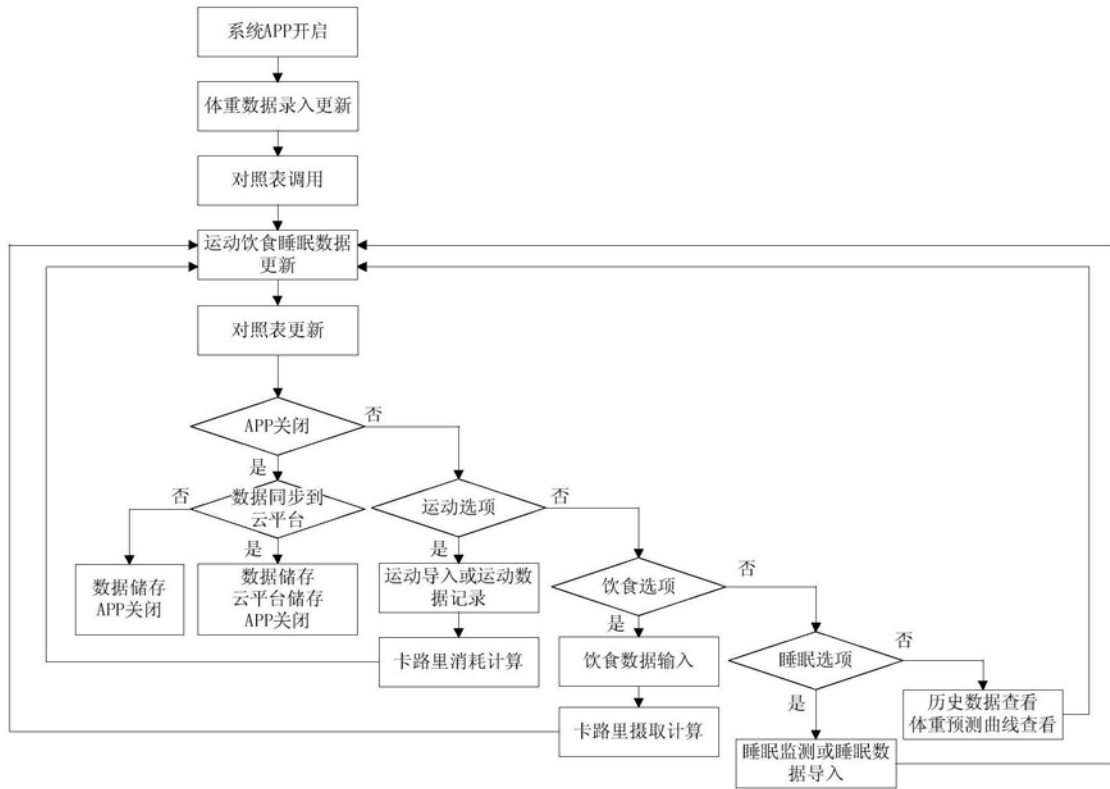 系统APP开启
体重数据录入更新
对照表调用
运动饮食睡眠数据
更新
对照表更新
APP关闭
否
是
数据同步到
云平台
否
是
数据储存
APP关闭
数据储存
云平台储存
APP关闭
运动选项
否
是
运动导入或运动数
据记录
卡路里消耗计算
饮食选项
否
是
饮食数据输入
卡路里摄取计算
睡眠选项
否
是
历史数据查看
体重预测曲线查看
睡眠监测或睡眠数
据导入